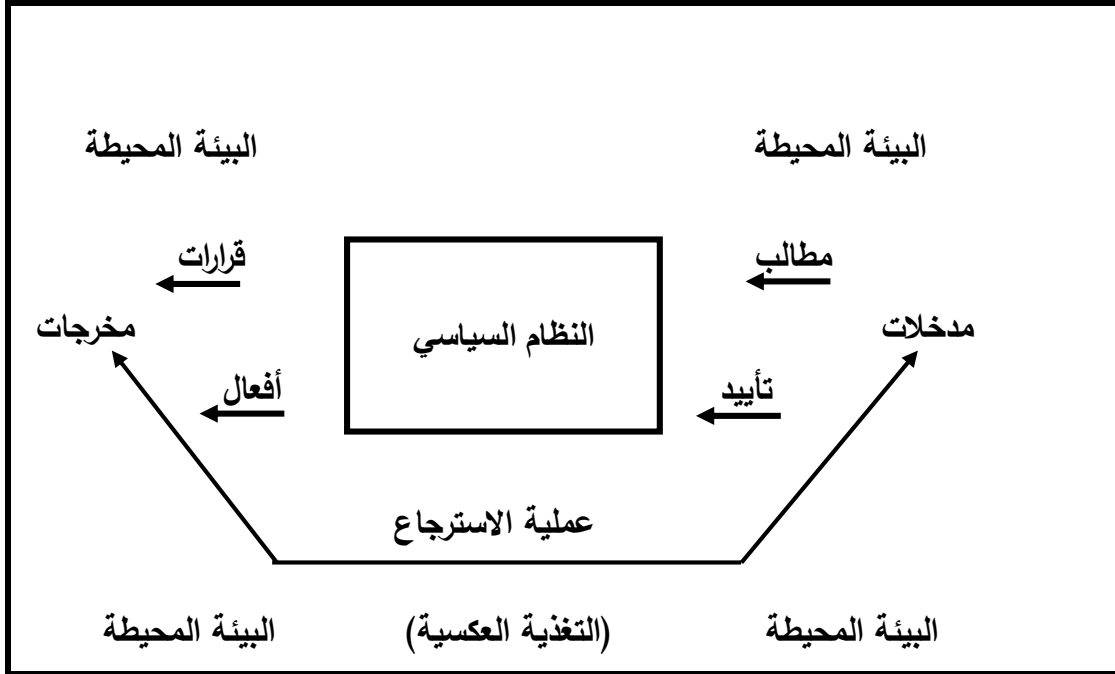 البيئة المحيطة
البيئة المحيطة
مطالب
قرارات
مدخلات
النظام السياسي
مخرجات
تأييد
أفعال
عملية الاسترجاع
البيئة المحيطة
(التغذية العكسية)
البيئة المحيطة